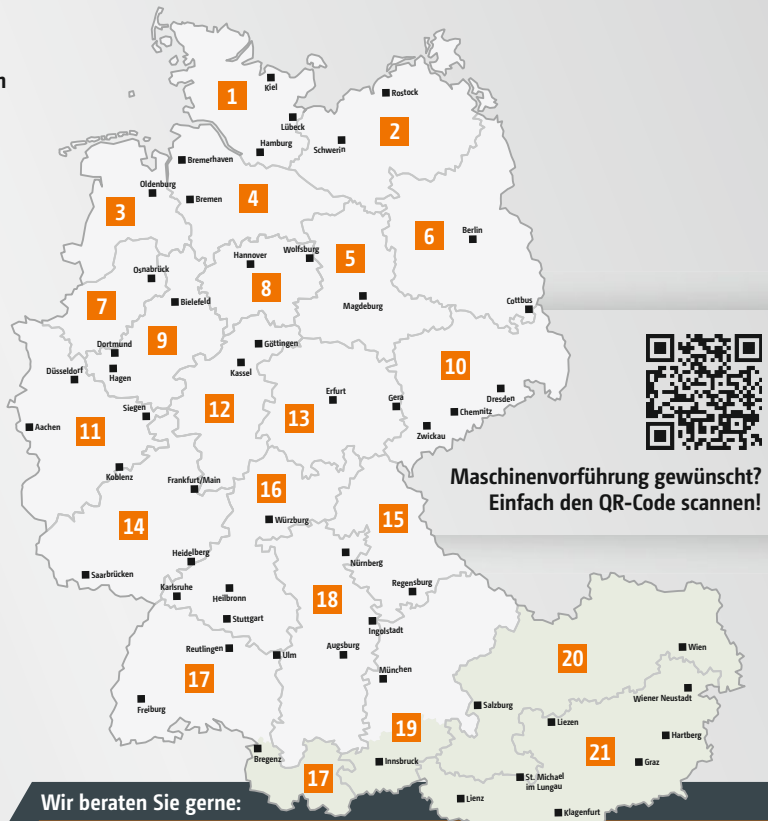 n
Kiel
1
Rostock
Lübeck
2
Schwerin
Hamburg
Bremerhaven
Oldenburg
Bremen
4
3
6
Berlin
Hannover
Wolfsburg
5
Osnabrück
8
7
Bielefeld
Magdeburg
Cottbus
9
Göttingen
Dortmund
Kassel
10
Düsseldorf
Hagen
Erfurt
Gera
Dresden
12
13
Siegen
Chemnitz
Aachen
11
Zwickau
Koblenz
Frankfurt/Main
Maschinenvorführung gewünscht?
Einfach den QR-Code scannen!
16
14
Würzburg
15
Heidelberg
Nürnberg
Saarbrücken
Karlsruhe
Heilbronn
Regensburg
18
Stuttgart
Ingolstadt
Reutlingen
Ulm
Augsburg
20
Wien
München
17
Wiener Neustadt
Freiburg
Salzburg
Liezen
19
Hartberg
21
Bregenz
Innsbruck
Graz
17
St. Michael
im Lungau
Lienz
Klagenfurt
Wir beraten Sie gerne: